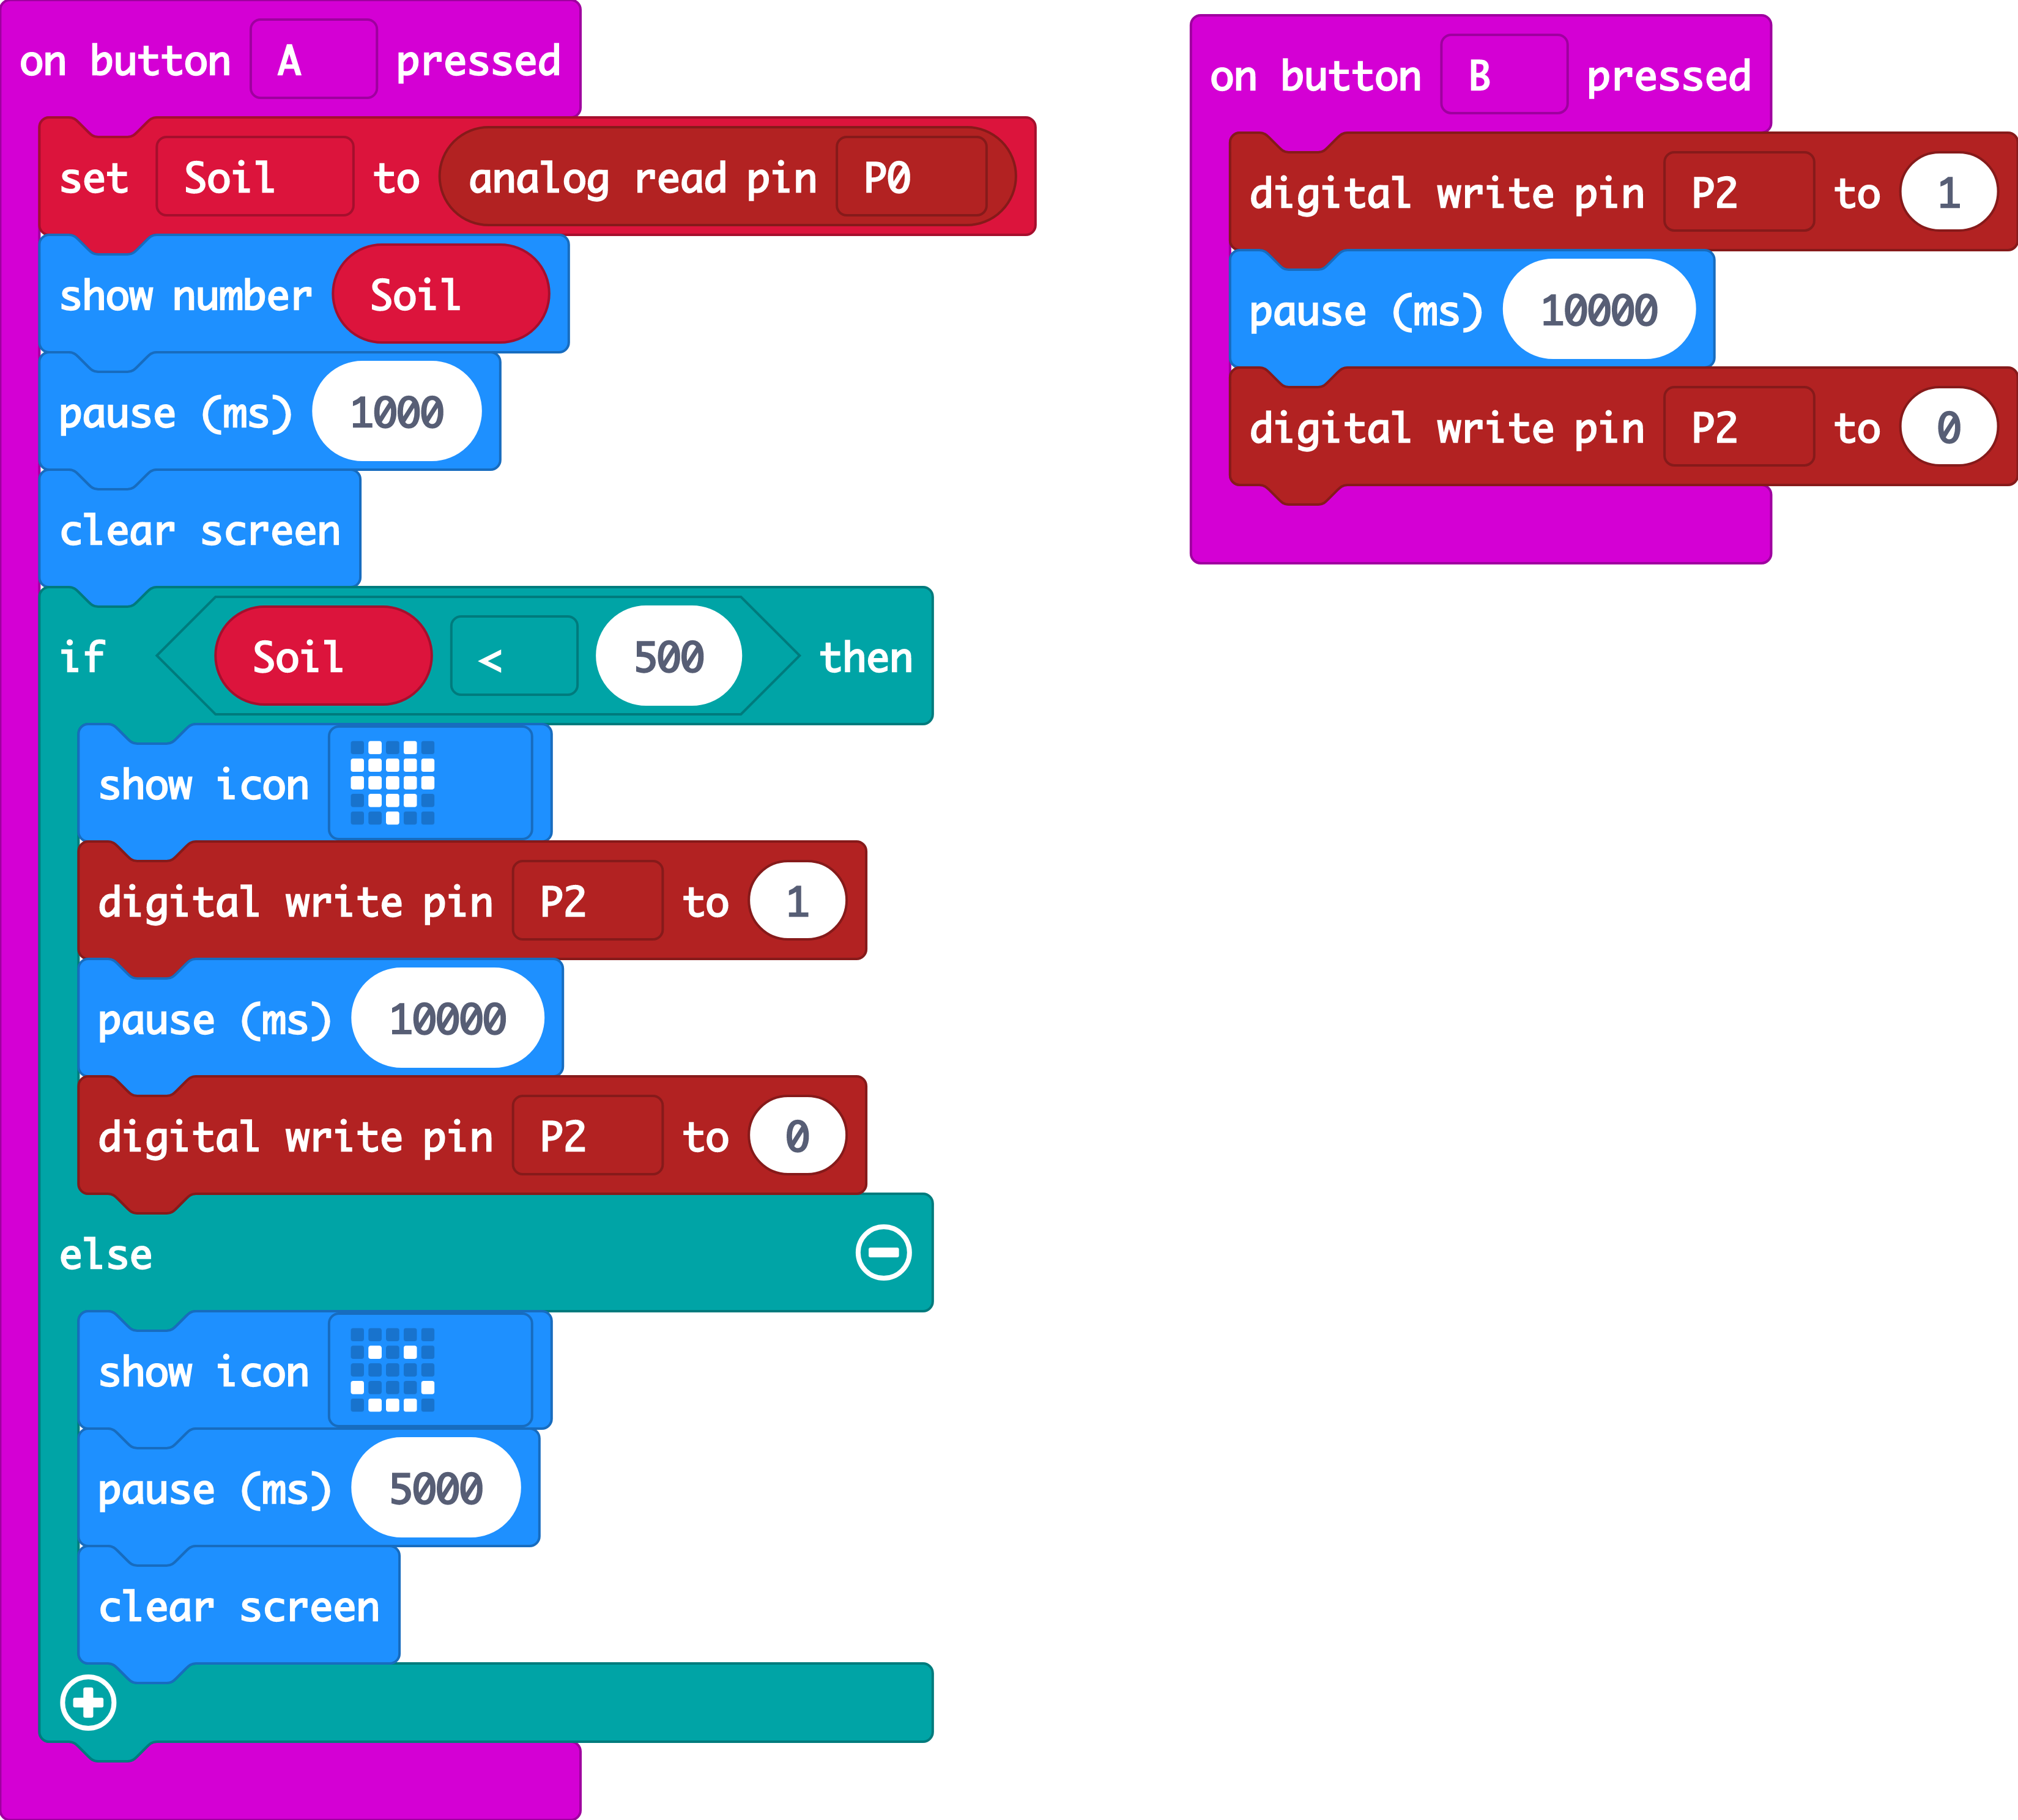 on button A pressed
set Soil to analog read pin P0
show number Soil
pause (ms) 1000
clear screen
if Soil < 500 then
show icon
digital write pin P2 to 1
pause (ms) 10000
digital write pin P2 to 0
else
show icon
pause (ms) 5000
clear screen
on button B pressed
digital write pin P2 to 1
pause (ms) 10000
digital write pin P2 to 0